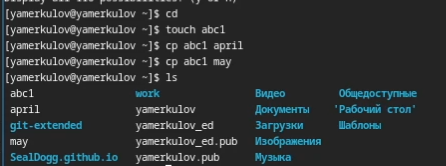 [yamerkulov@yamerkulov ~]$ cd
[yamerkulov@yamerkulov ~]$ touch abc1
[yamerkulov@yamerkulov ~]$ cp abc1 april
[yamerkulov@yamerkulov ~]$ cp abc1 may
[yamerkulov@yamerkulov ~]$ ls
abc1 work Видео Общедоступные
april yamerkulov Документы 'Рабочий стол'
git-extended yamerkulov_ed Загрузки Шаблоны
may yamerkulov_ed.pub Изображения
SealDogg.github.io yamerkulov.pub Музыка